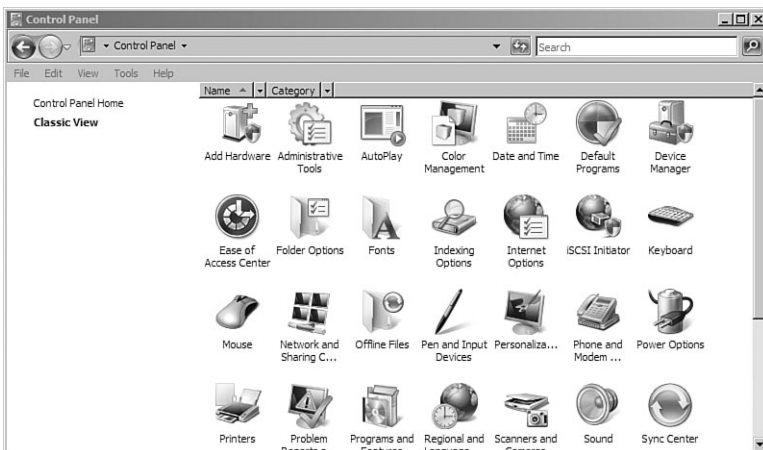 Control Panel
Control Panel
Search
File Edit View Tools Help
Name Category
Control Panel Home
Classic View
Add Hardware Administrative AutoPlay Color Date and Time Default Device
Tools Management Programs Manager
Ease of Folder Options Fonts Indexing Internet iSCSI Initiator Keyboard
Access Center Options Options
Mouse Network and Offline Files Pen and Input Personaliza... Phone and Power Options
Sharing C... Devices Modem ...
Printers Problem Programs and Regional and Scanners and Sound Sync Center